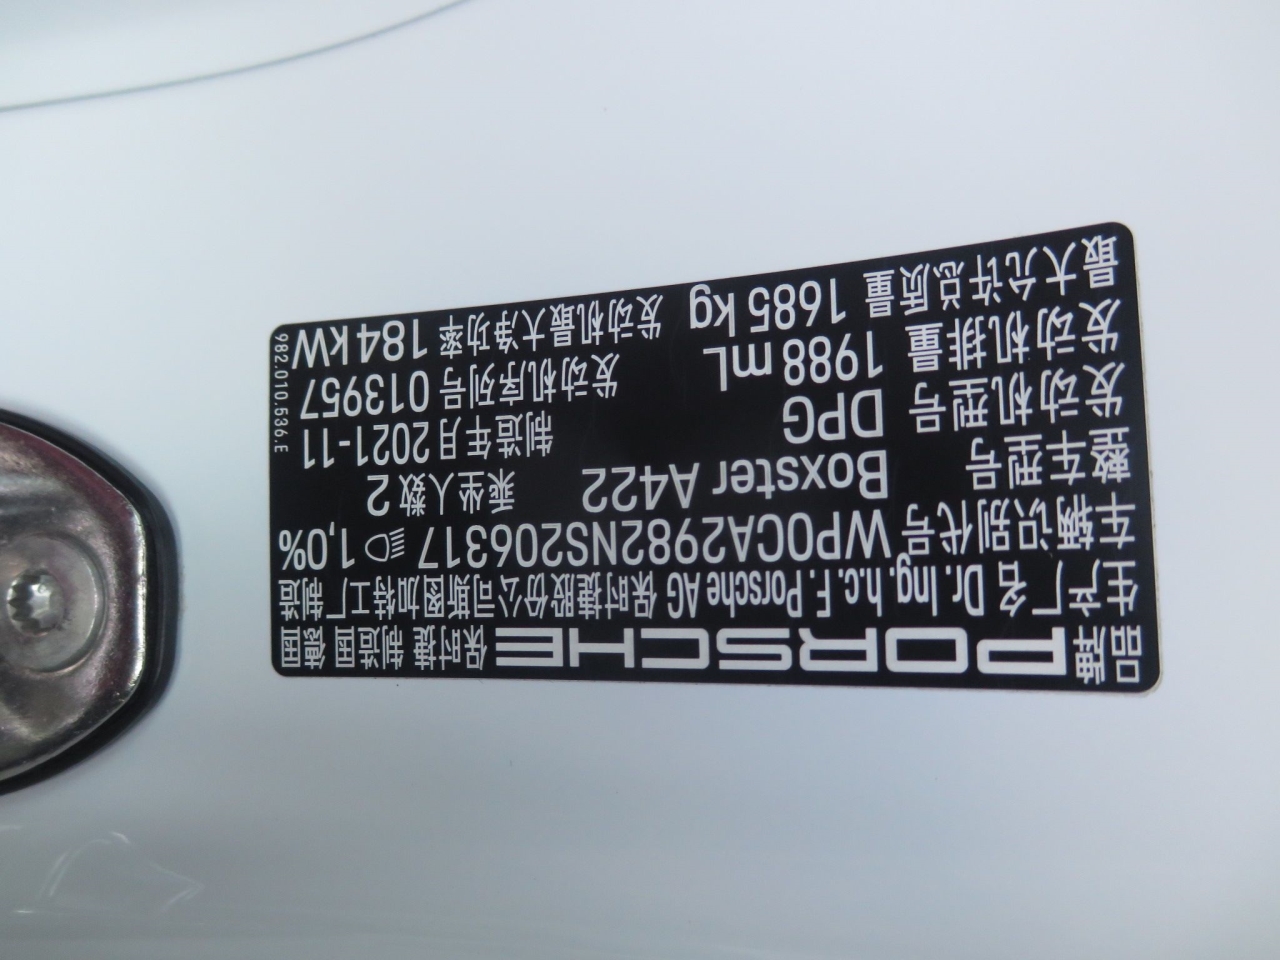 品牌 PORSCHE 保时捷 制造国 德国
生产厂名 Dr. Ing. h.c. F. Porsche AG 保时捷股份公司斯图加特工厂制造
车辆识别代号 WP0CA2982NS206317 1,0%
整车型号 Boxster A422 乘坐人数 2
发动机型号 DPG 制造年月 2021-11
发动机排量 1988 mL 发动机序列号 013957
最大允许总质量 1685 kg 发动机最大净功率 184 kW
982.010.536.E